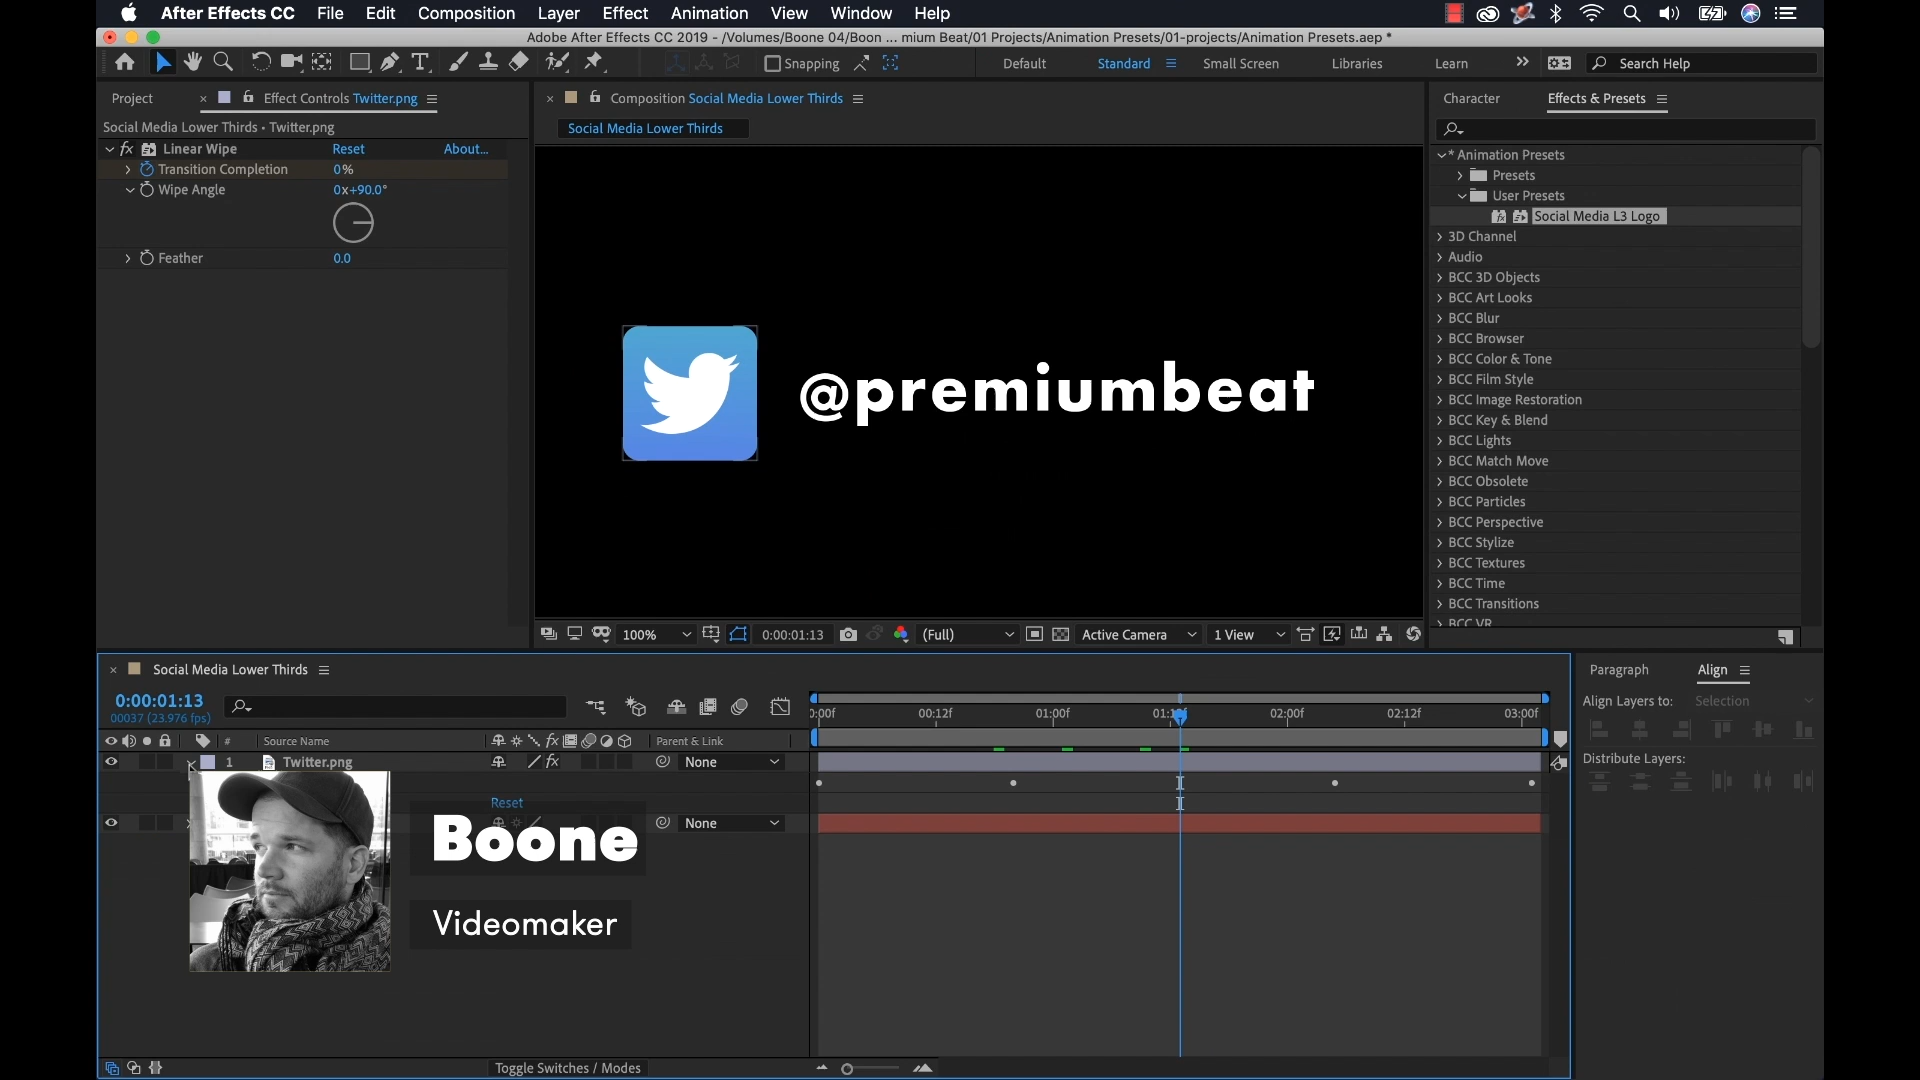 After Effects CC File Edit Composition Layer Effect Animation View Window Help
Adobe After Effects CC 2019 - /Volumes/Boone 04/Boon ... mium Beat/01 Projects/Animation Presets/01-projects/Animation Presets.aep *
Snapping Default Standard Small Screen Libraries Learn Search Help
Project Effect Controls Twitter.png
Social Media Lower Thirds • Twitter.png
fx Linear Wipe Reset About...
Transition Completion 0%
Wipe Angle 0x+90.0°
Feather 0.0
Composition Social Media Lower Thirds
Social Media Lower Thirds
@premiumbeat
100% 0:00:01:13 (Full) Active Camera 1 View
Character Effects & Presets
* Animation Presets
Presets
User Presets
Social Media L3 Logo
3D Channel
Audio
BCC 3D Objects
BCC Art Looks
BCC Blur
BCC Browser
BCC Color & Tone
BCC Film Style
BCC Image Restoration
BCC Key & Blend
BCC Lights
BCC Match Move
BCC Obsolete
BCC Particles
BCC Perspective
BCC Stylize
BCC Textures
BCC Time
BCC Transitions
BCC VR
Social Media Lower Thirds
0:00:01:13
00037 (23.976 fps)
00:12f 01:00f 02:00f 02:12f 03:00f
# Source Name fx Parent & Link
1 Twitter.png fx None
Reset
None
Boone
Videomaker
Toggle Switches / Modes
Paragraph Align
Align Layers to: Selection
Distribute Layers: